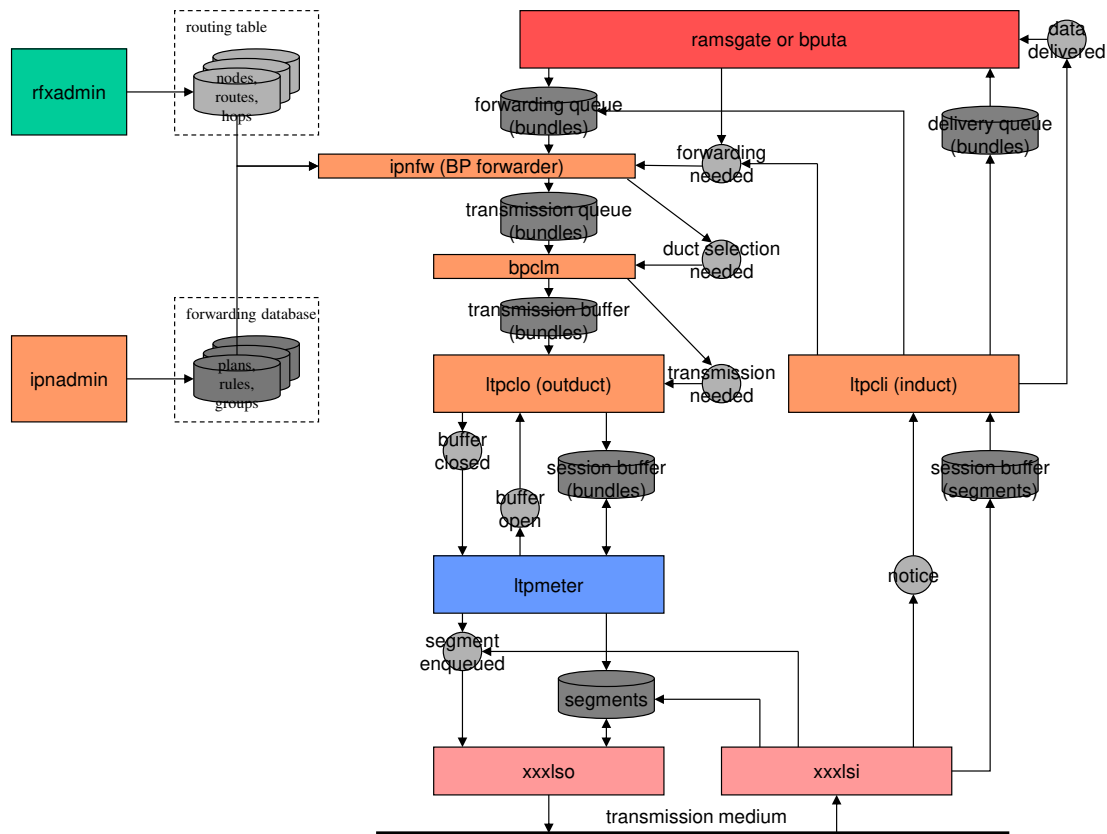 routing table
rfxadmin
nodes,
routes,
hops
forwarding database
ipnadmin
plans,
rules,
groups
ramsgate or bputa
data
delivered
forwarding queue
(bundles)
delivery queue
(bundles)
ipnfw (BP forwarder)
forwarding
needed
transmission queue
(bundles)
duct selection
needed
bpclm
transmission buffer
(bundles)
ltpclo (outduct)
transmission
needed
ltpcli (induct)
buffer
closed
session buffer
(bundles)
buffer
open
session buffer
(segments)
ltpmeter
notice
segment
enqueued
segments
xxxlso
xxxlsi
transmission medium